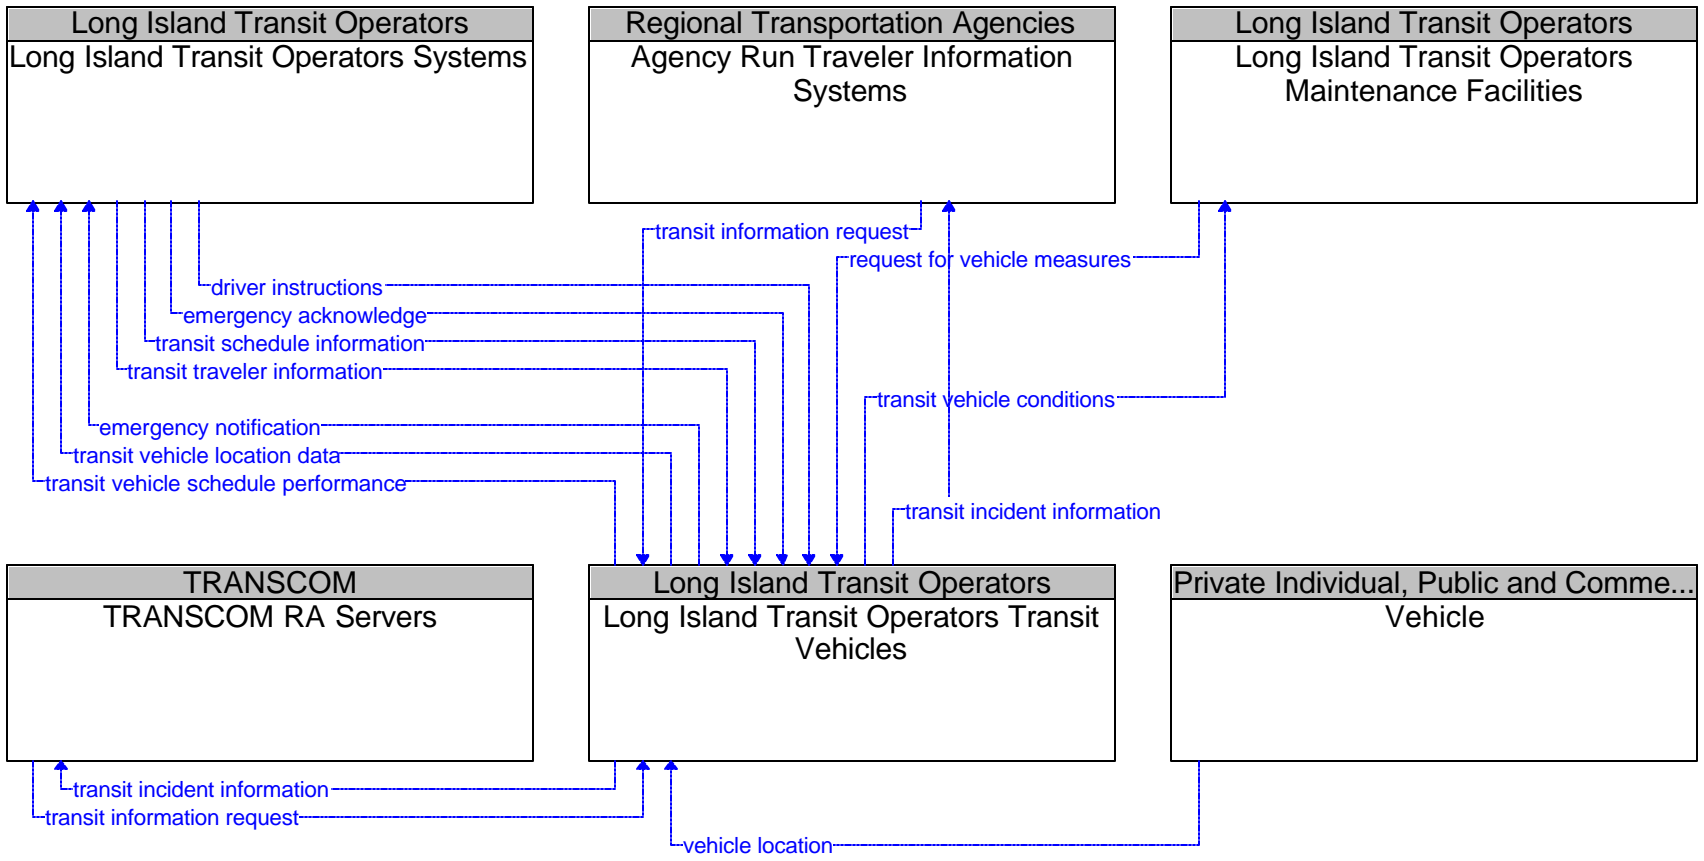 Long Island Transit Operators
Long Island Transit Operators Systems
Regional Transportation Agencies
Agency Run Traveler Information
Systems
Long Island Transit Operators
Long Island Transit Operators
Maintenance Facilities
transit information request
request for vehicle measures
driver instructions
emergency acknowledge
transit schedule information
transit traveler information
transit vehicle conditions
emergency notification
transit vehicle location data
transit vehicle schedule performance
transit incident information
TRANSCOM
TRANSCOM RA Servers
Long Island Transit Operators
Long Island Transit Operators Transit
Vehicles
Private Individual, Public and Comme...
Vehicle
transit incident information
transit information request
vehicle location